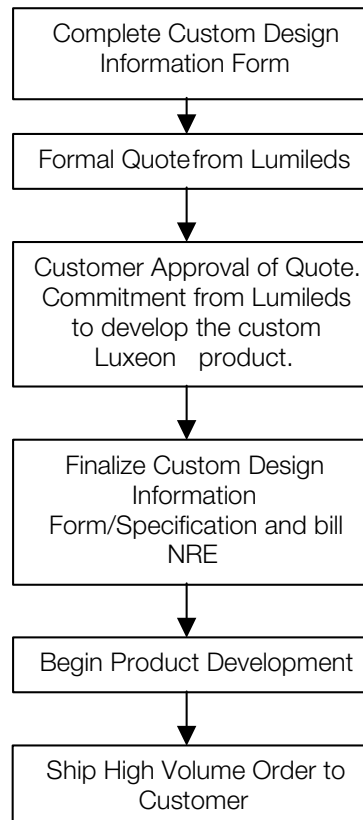 Complete Custom Design
Information Form
Formal Quote from Lumileds
Customer Approval of Quote.
Commitment from Lumileds
to develop the custom
Luxeon product.
Finalize Custom Design
Information
Form/Specification and bill
NRE
Begin Product Development
Ship High Volume Order to
Customer